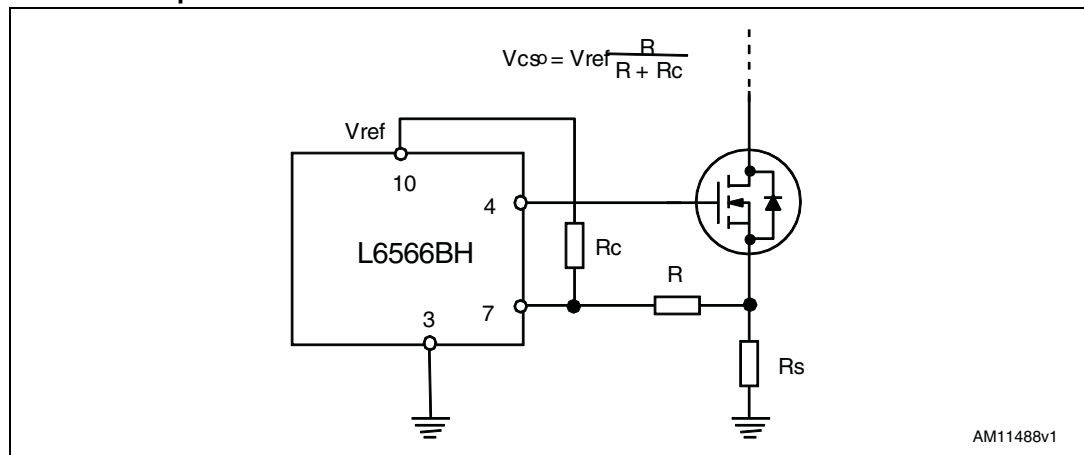 Vcso = Vref R / R + Rc
Vref
10
4
L6566BH
Rc
R
7
3
Rs
AM11488v1